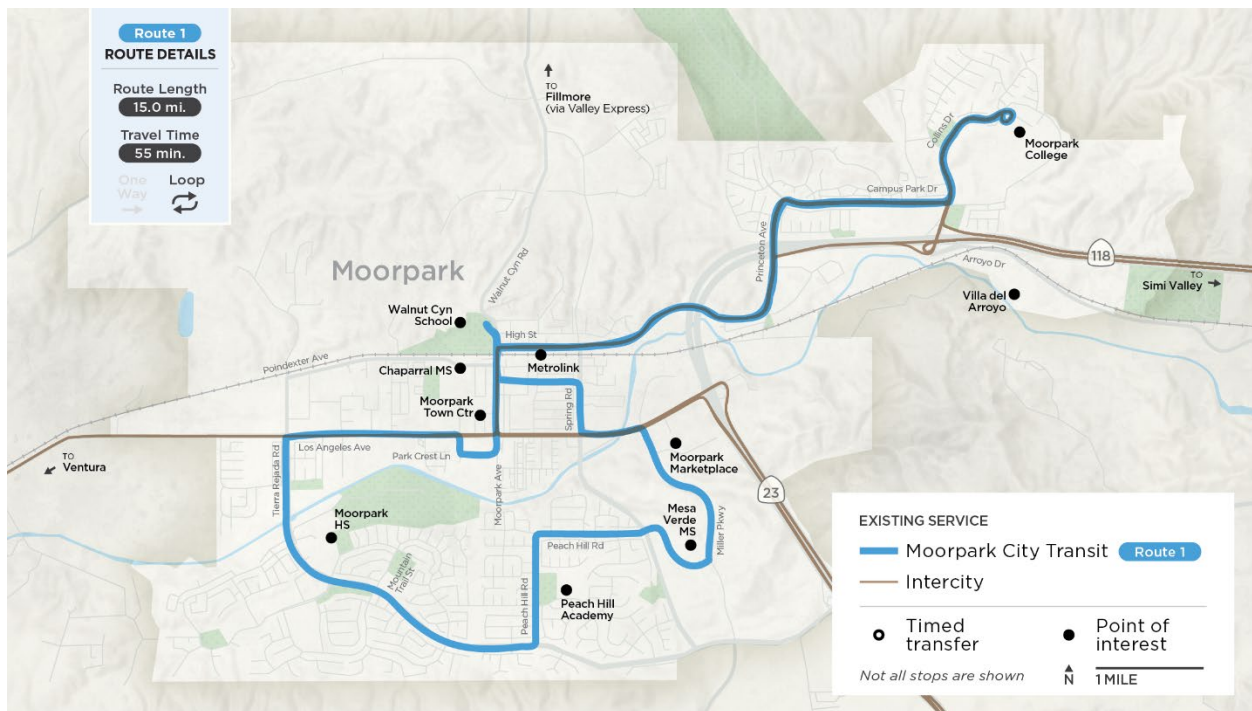 Route 1
ROUTE DETAILS
Route Length
15.0 mi.
Travel Time
55 min.
One
Way
Loop
TO
Fillmore
(via Valley Express)
Collins Dr
Moorpark
College
Campus Park Dr
Princeton Ave
118
Arroyo Dr
TO
Simi Valley
Villa del
Arroyo
Moorpark
Walnut Cyn Rd
Walnut Cyn
School
High St
Poindexter Ave
Chaparral MS
Metrolink
Moorpark
Town Ctr
Spring Rd
Los Angeles Ave
Park Crest Ln
TO
Ventura
Tierra Rejada Rd
Moorpark Ave
Moorpark
Marketplace
23
Moorpark
HS
Mesa
Verde
MS
Miller Pkwy
Peach Hill Rd
Mountain
Trail St
Peach Hill Rd
Peach Hill
Academy
EXISTING SERVICE
Moorpark City Transit Route 1
Intercity
Timed
transfer
Point of
interest
Not all stops are shown
N
1 MILE